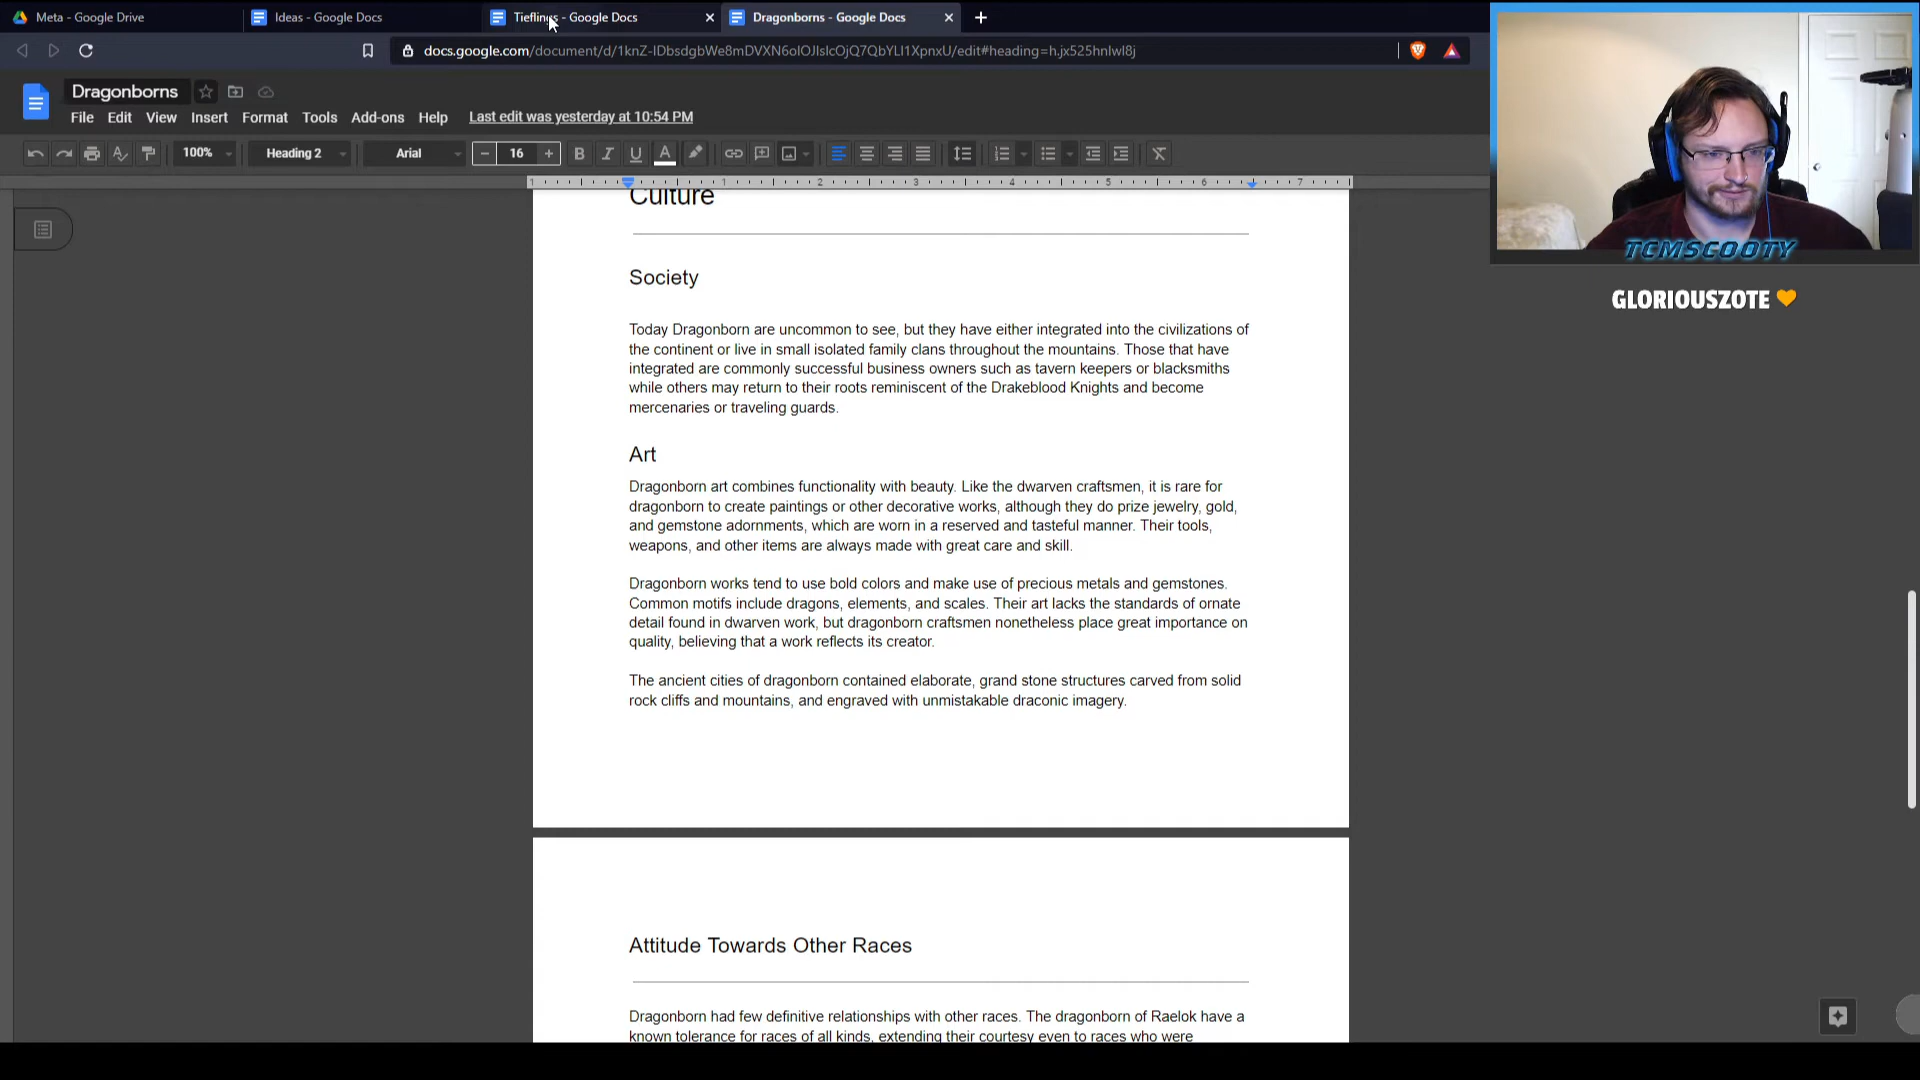 Meta - Google Drive
Ideas - Google Docs
Tieflings - Google Docs
Dragonborns - Google Docs
docs.google.com/document/d/1knZ-IDbsdgbWe8mDVXN6oIOJIslcOjQ7QbYLI1XpnxU/edit#heading=h.jx525hnlwl8j
Dragonborns
File Edit View Insert Format Tools Add-ons Help Last edit was yesterday at 10:54 PM
100% Heading 2 Arial 16
1 1 2 3 4 5 6 7
TCMSCOOTY
GLORIOUSZOTE 🧡
Culture
Society
Today Dragonborn are uncommon to see, but they have either integrated into the civilizations of
the continent or live in small isolated family clans throughout the mountains. Those that have
integrated are commonly successful business owners such as tavern keepers or blacksmiths
while others may return to their roots reminiscent of the Drakeblood Knights and become
mercenaries or traveling guards.
Art
Dragonborn art combines functionality with beauty. Like the dwarven craftsmen, it is rare for
dragonborn to create paintings or other decorative works, although they do prize jewelry, gold,
and gemstone adornments, which are worn in a reserved and tasteful manner. Their tools,
weapons, and other items are always made with great care and skill.
Dragonborn works tend to use bold colors and make use of precious metals and gemstones.
Common motifs include dragons, elements, and scales. Their art lacks the standards of ornate
detail found in dwarven work, but dragonborn craftsmen nonetheless place great importance on
quality, believing that a work reflects its creator.
The ancient cities of dragonborn contained elaborate, grand stone structures carved from solid
rock cliffs and mountains, and engraved with unmistakable draconic imagery.
Attitude Towards Other Races
Dragonborn had few definitive relationships with other races. The dragonborn of Raelok have a
known tolerance for races of all kinds, extending their courtesy even to races who were